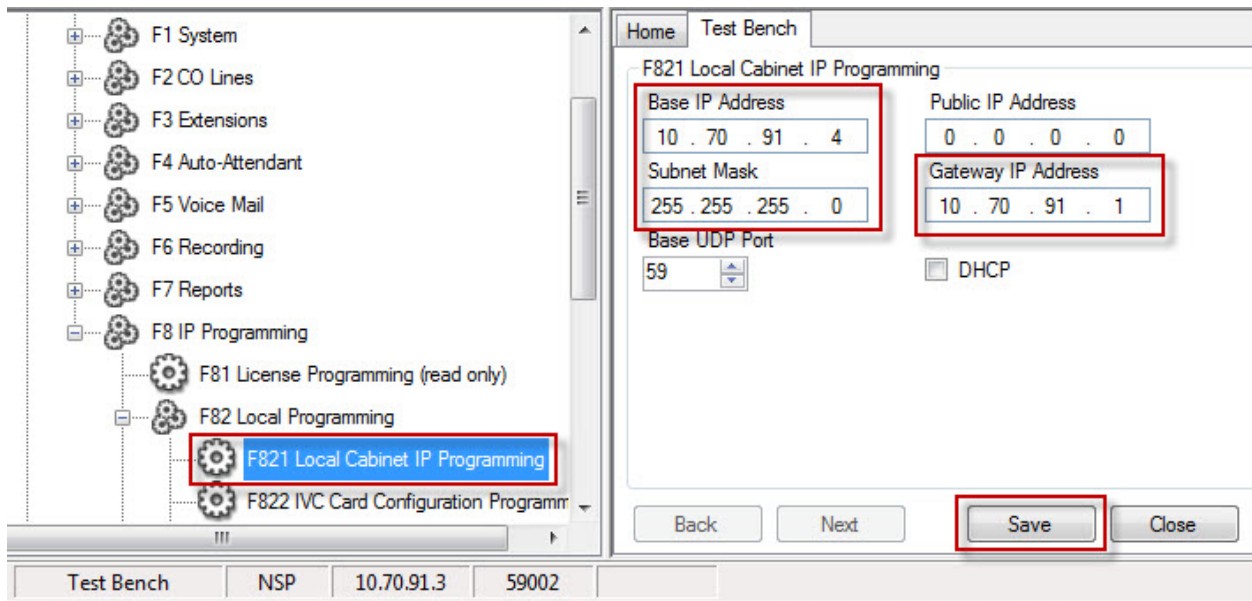 F1 System
F2 CO Lines
F3 Extensions
F4 Auto-Attendant
F5 Voice Mail
F6 Recording
F7 Reports
F8 IP Programming
F81 License Programming (read only)
F82 Local Programming
F821 Local Cabinet IP Programming
F822 IVC Card Configuration Programm
Home Test Bench
F821 Local Cabinet IP Programming
Base IP Address Public IP Address
10 . 70 . 91 . 4 0 . 0 . 0 . 0
Subnet Mask Gateway IP Address
255 . 255 . 255 . 0 10 . 70 . 91 . 1
Base UDP Port
59 DHCP
Back Next Save Close
Test Bench NSP 10.70.91.3 59002